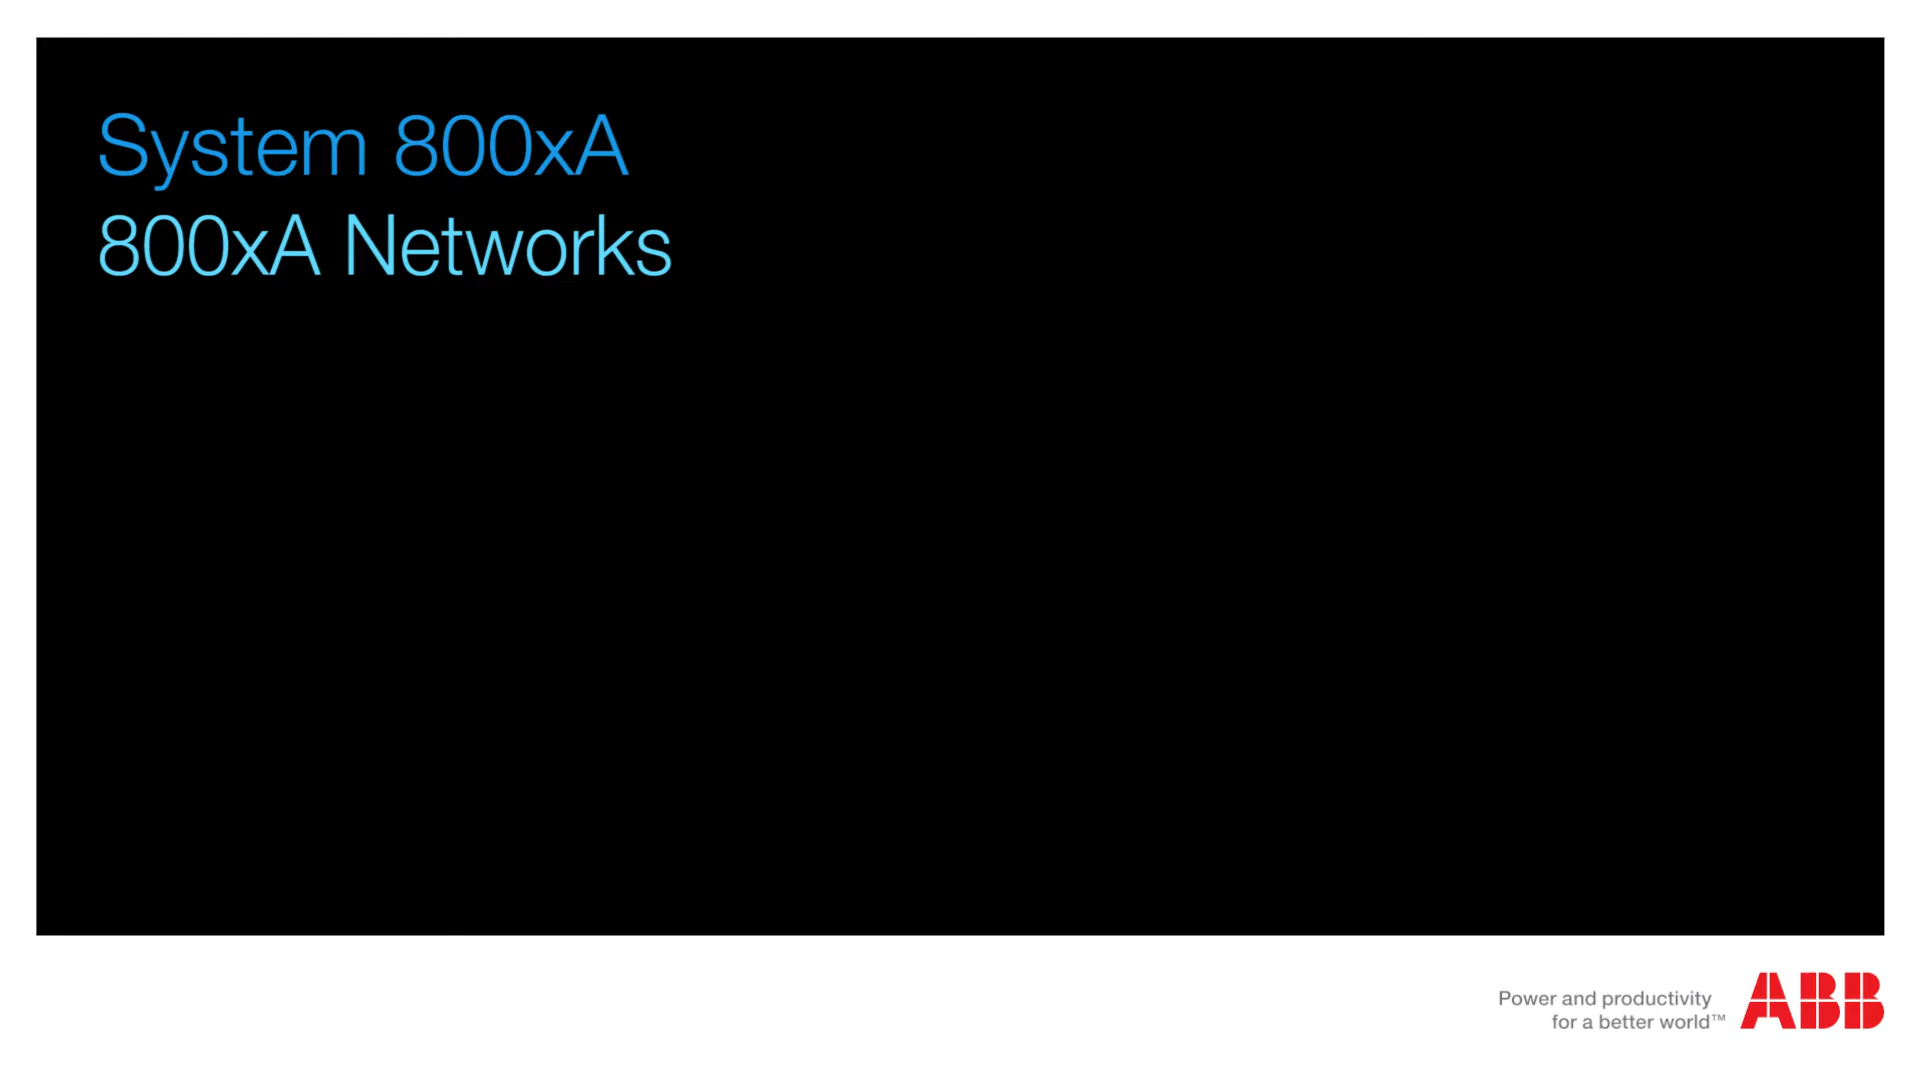 System 800xA
800xA Networks
Power and productivity
for a better world™
ABB